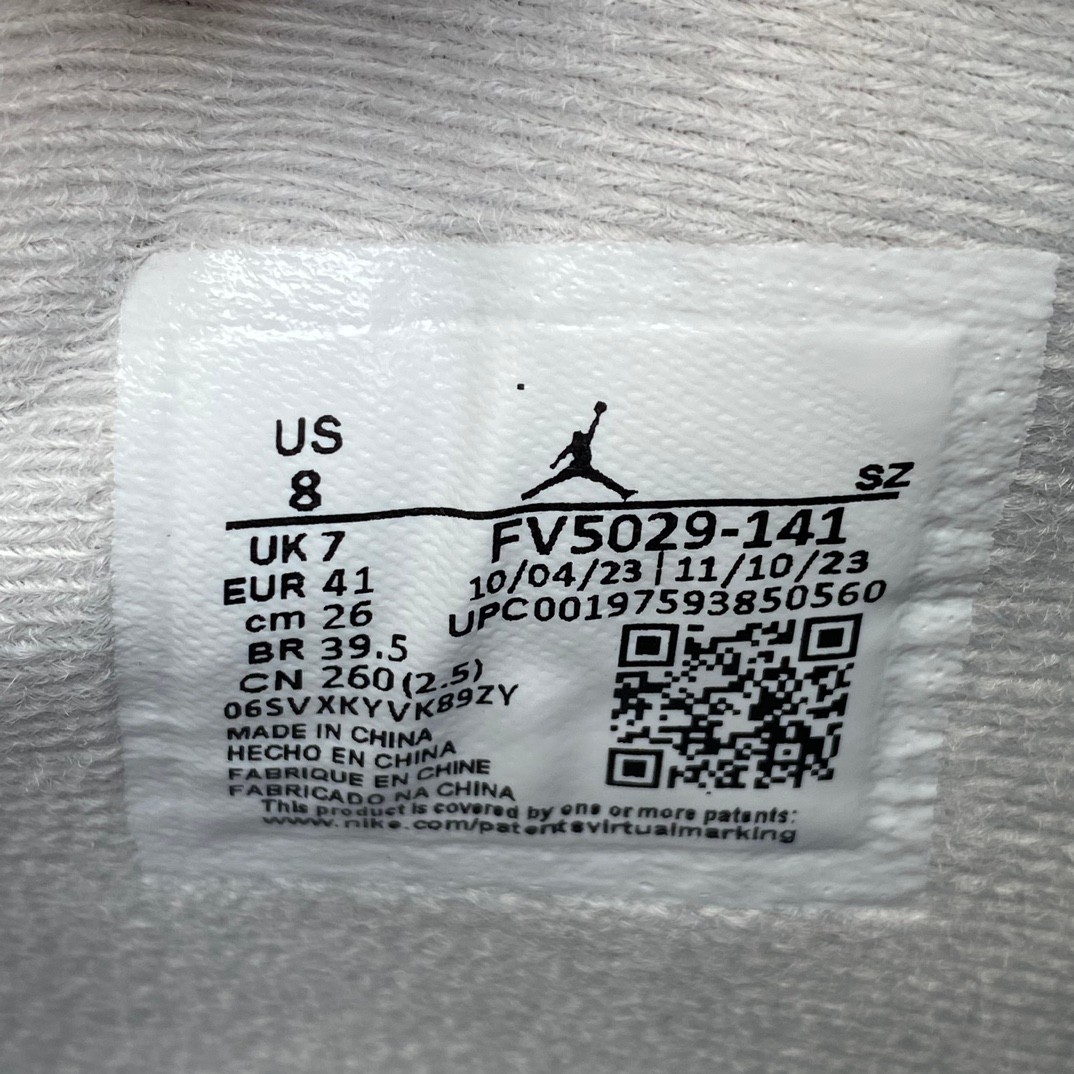 US
8
SZ
UK 7
EUR 41
cm 26
BR 39.5
CN 260 (2.5)
06SVXKYVK89ZY
FV5029-141
10/04/23 | 11/10/23
UPC00197593850560
MADE IN CHINA
HECHO EN CHINA
FABRIQUE EN CHINE
FABRICADO NA CHINA
This product is covered by one or more patents:
www.nike.com/patentsvirtualmarking